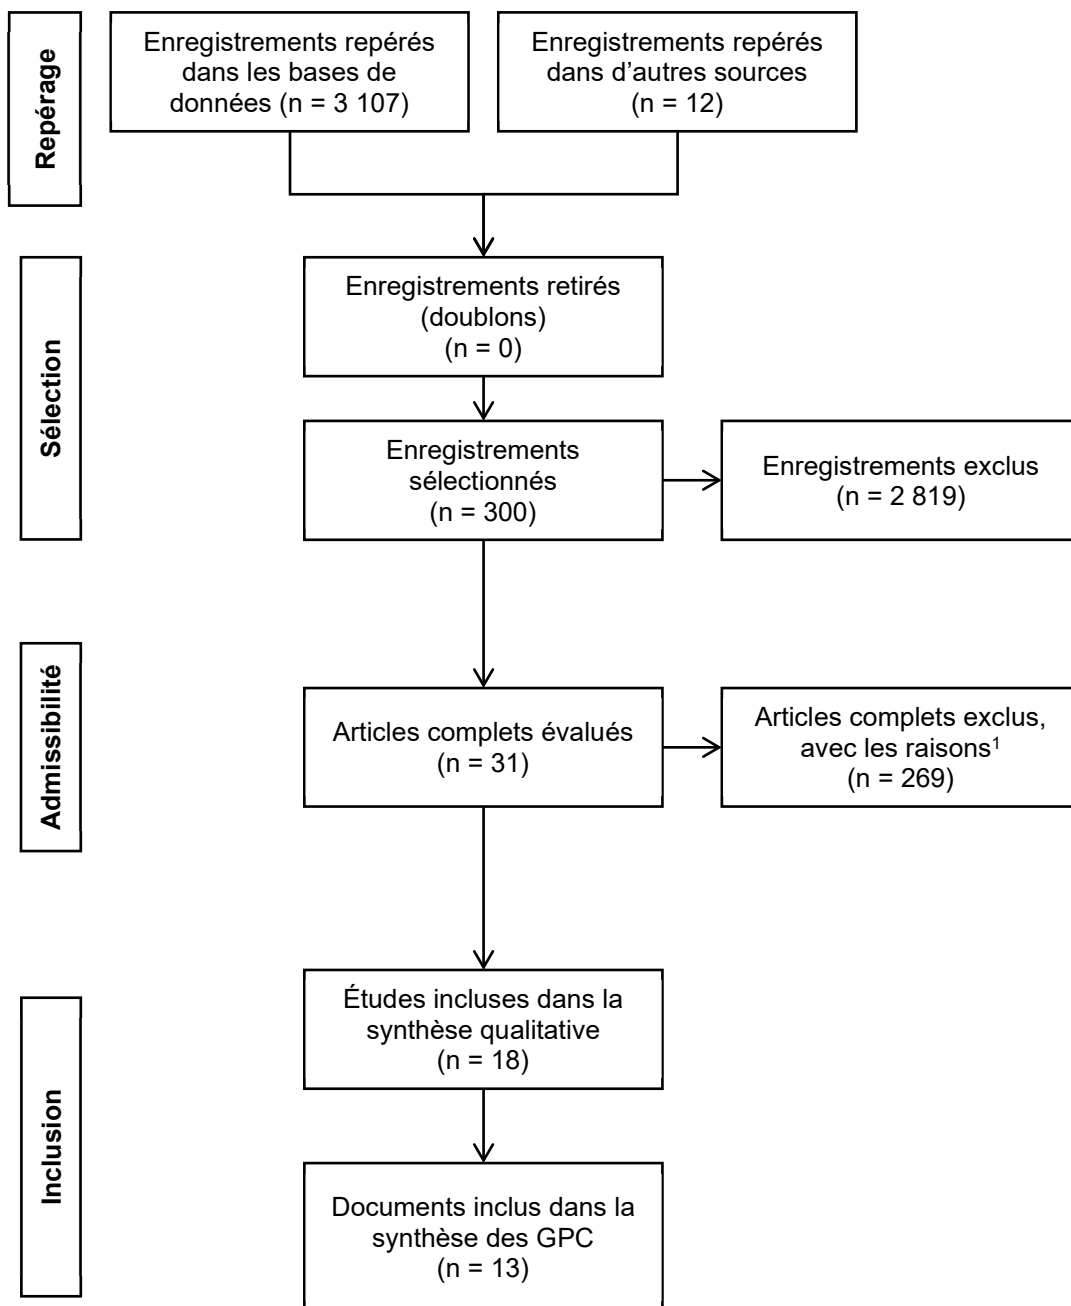 Repérage
Enregistrements repérés
dans les bases de
données (n = 3 107)
Enregistrements repérés
dans d’autres sources
(n = 12)
Sélection
Enregistrements retirés
(doublons)
(n = 0)
Enregistrements
sélectionnés
(n = 300)
Enregistrements exclus
(n = 2 819)
Admissibilité
Articles complets évalués
(n = 31)
Articles complets exclus,
avec les raisons¹
(n = 269)
Inclusion
Études incluses dans la
synthèse qualitative
(n = 18)
Documents inclus dans la
synthèse des GPC
(n = 13)